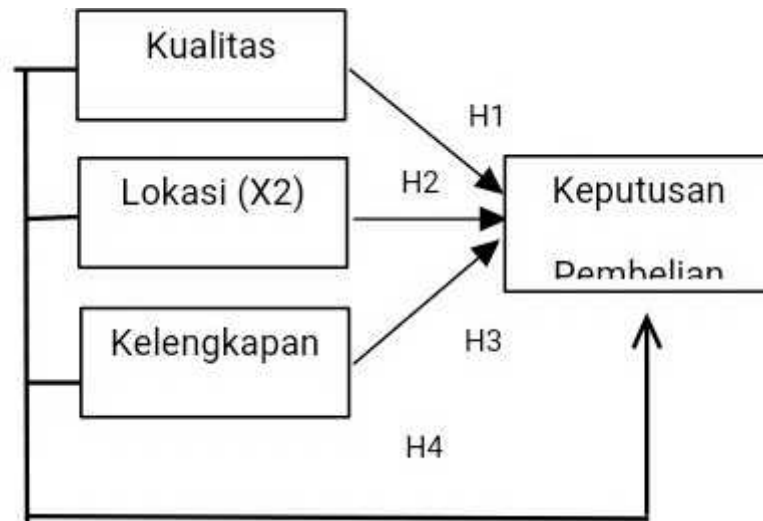 Kualitas
H1
Lokasi (X2)
H2
Keputusan
Pembelian
Kelengkapan
H3
H4